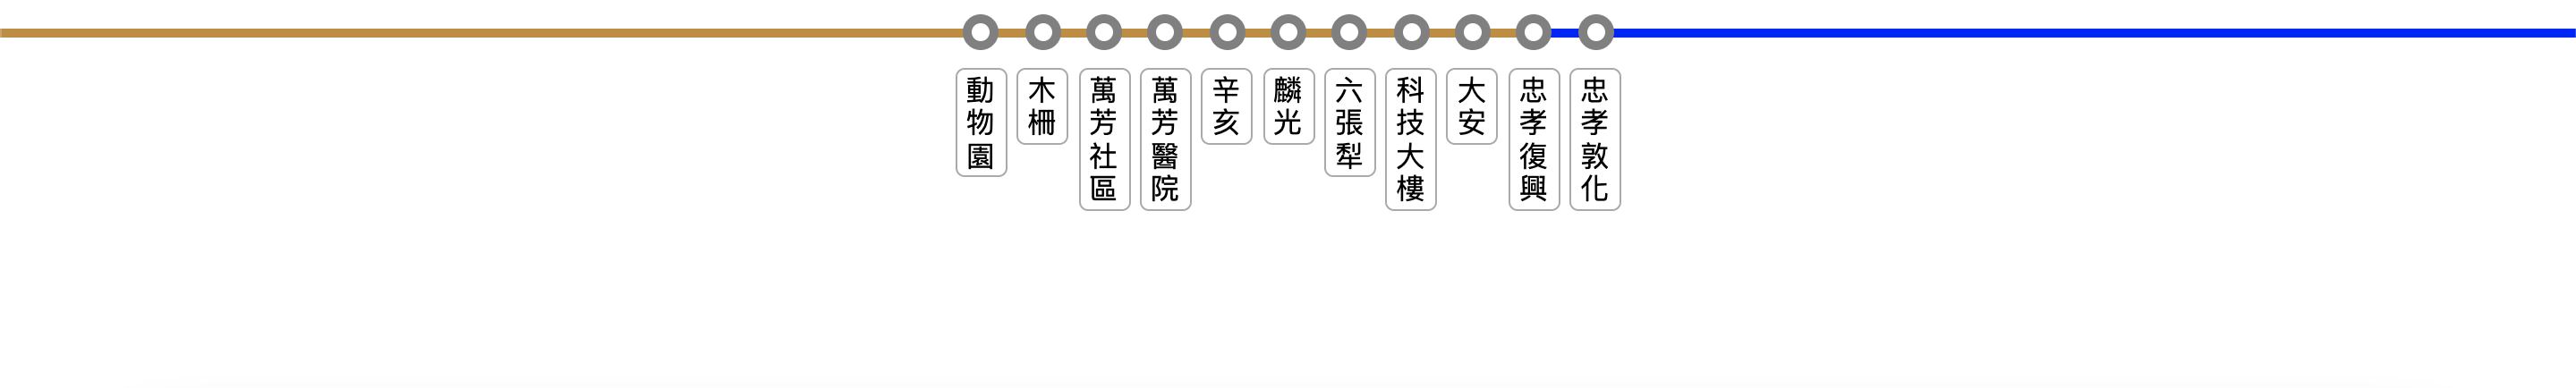 動物園
木柵
萬芳社區
萬芳醫院
辛亥
麟光
六張犁
科技大樓
大安
忠孝復興
忠孝敦化